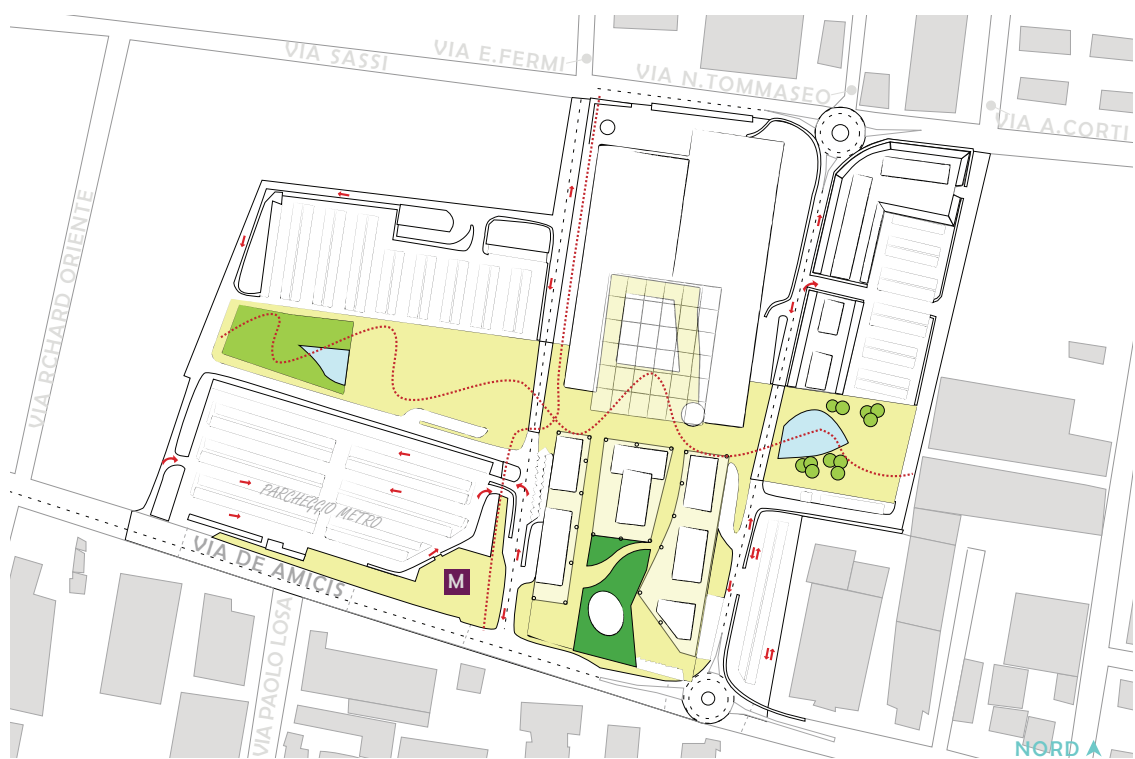 VIA SASSI
VIA E.FERMI
VIA N.TOMMASEO
VIA A.CORTI
VIA RCHARD ORIENTE
PARCHEGGIO METRO
VIA DE AMICIS
M
VIA PAOLO LOSA
NORD